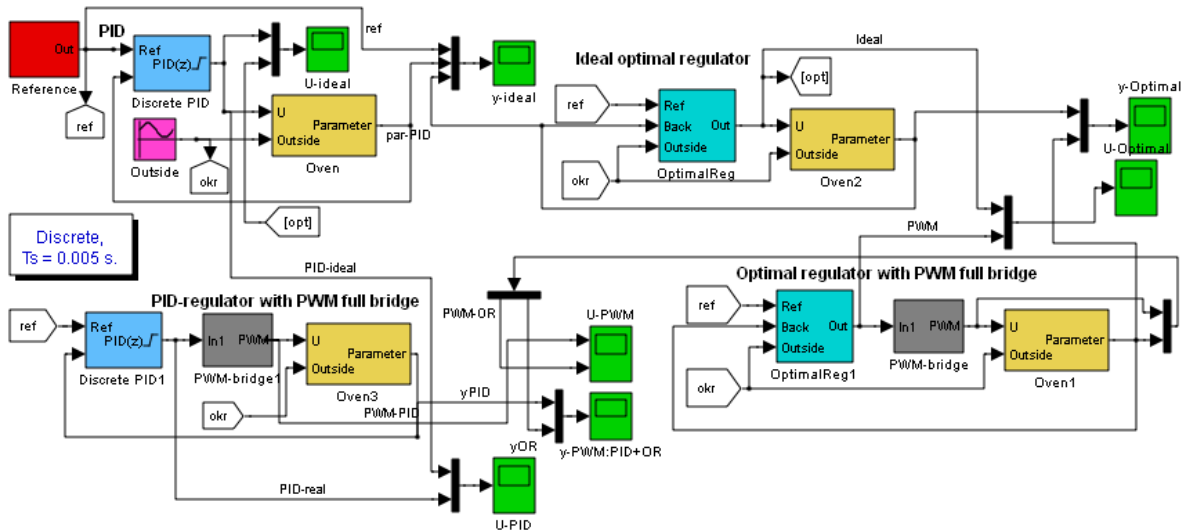 PID
Out
Reference
ref
Ref
PID(z)
Discrete PID
U-ideal
ref
y-ideal
U
Outside
Parameter
Oven
par-PID
Outside
okr
[opt]
Discrete,
Ts = 0.005 s.
Ideal optimal regulator
Ideal
[opt]
ref
okr
Ref
Back
Outside
Out
OptimalReg
U
Outside
Parameter
Oven2
y-Optimal
U-Optimal
PWM
PID-ideal
PID-regulator with PWM full bridge
ref
Ref
PID(z)
Discrete PID1
In1
PWM
PWM-bridge1
okr
U
Outside
Parameter
Oven3
PWM-OR
U-PWM
PWM-PID
yPID
yOR
y-PWM:PID+OR
PID-real
U-PID
Optimal regulator with PWM full bridge
ref
okr
Ref
Back
Outside
Out
OptimalReg1
In1
PWM
PWM-bridge
U
Outside
Parameter
Oven1